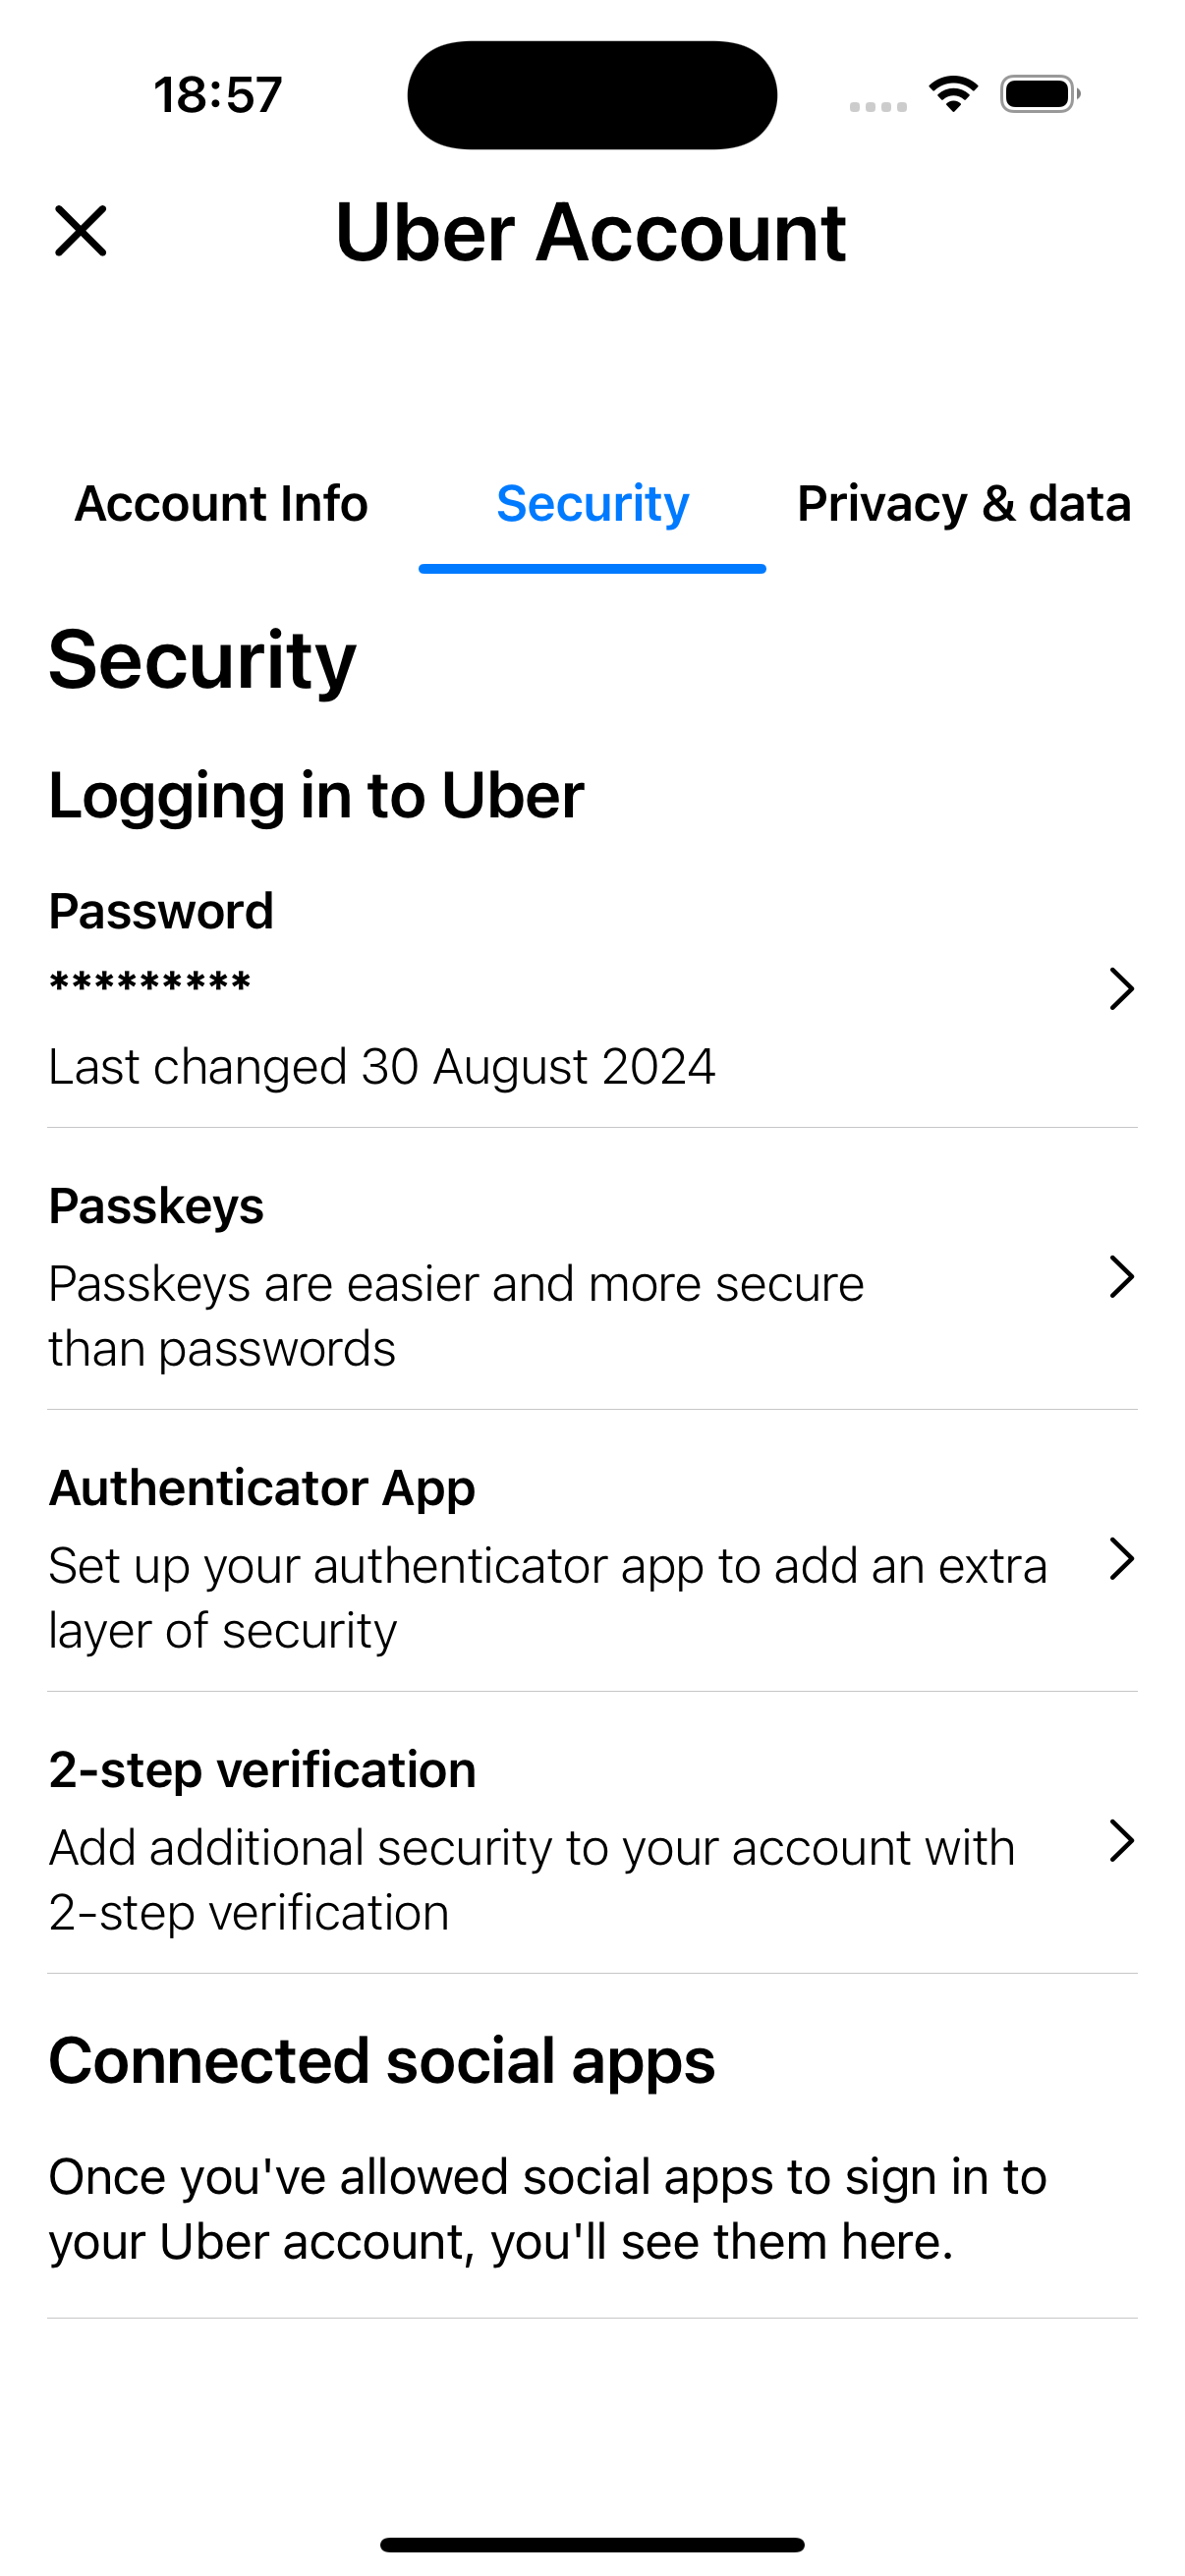 18:57
Uber Account
Account Info
Security
Privacy & data
Security
Logging in to Uber
Password
*********
Last changed 30 August 2024
Passkeys
Passkeys are easier and more secure
than passwords
Authenticator App
Set up your authenticator app to add an extra
layer of security
2-step verification
Add additional security to your account with
2-step verification
Connected social apps
Once you've allowed social apps to sign in to
your Uber account, you'll see them here.